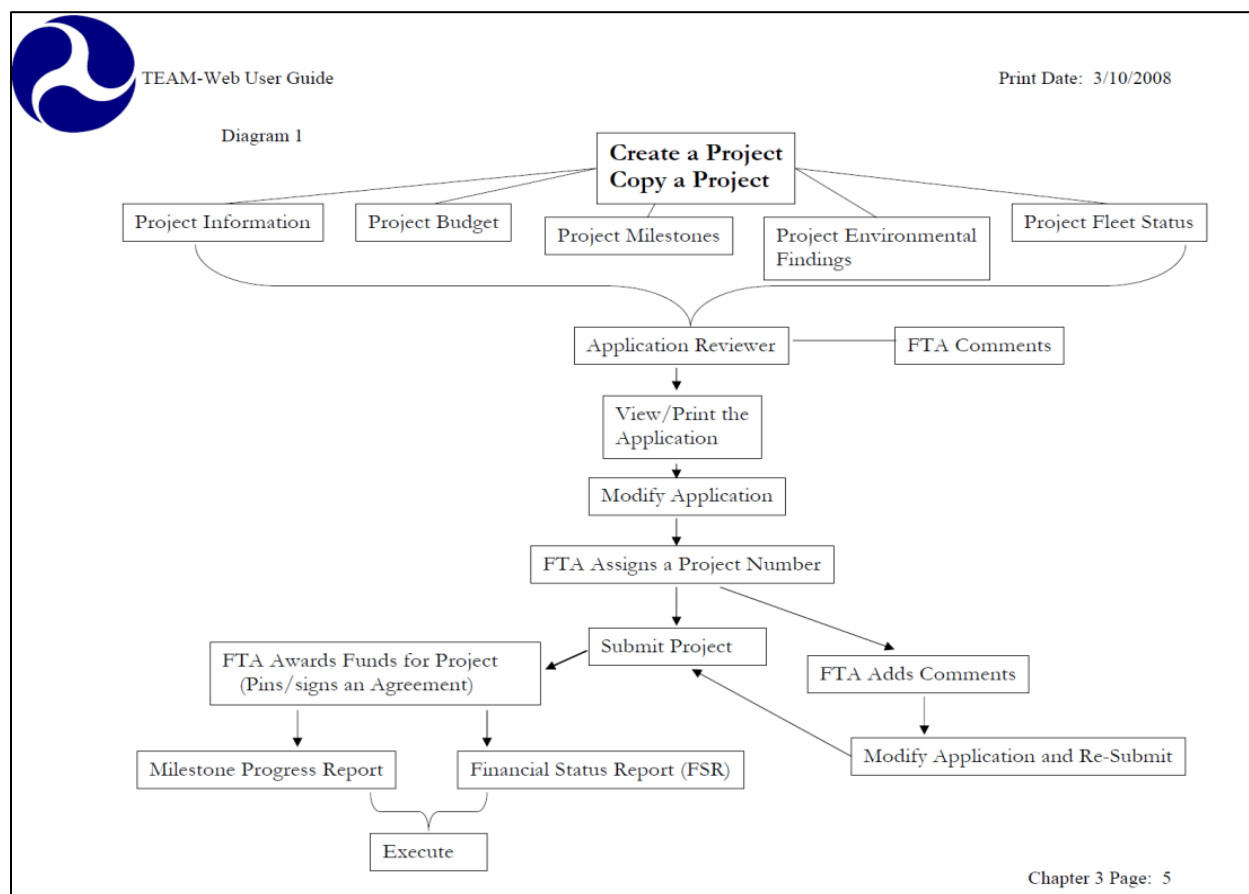 TEAM-Web User Guide
Print Date: 3/10/2008
Diagram 1
Create a Project
Copy a Project
Project Information
Project Budget
Project Milestones
Project Environmental
Findings
Project Fleet Status
Application Reviewer
FTA Comments
View/Print the
Application
Modify Application
FTA Assigns a Project Number
Submit Project
FTA Awards Funds for Project
(Pins/signs an Agreement)
FTA Adds Comments
Milestone Progress Report
Financial Status Report (FSR)
Modify Application and Re-Submit
Execute
Chapter 3 Page: 5